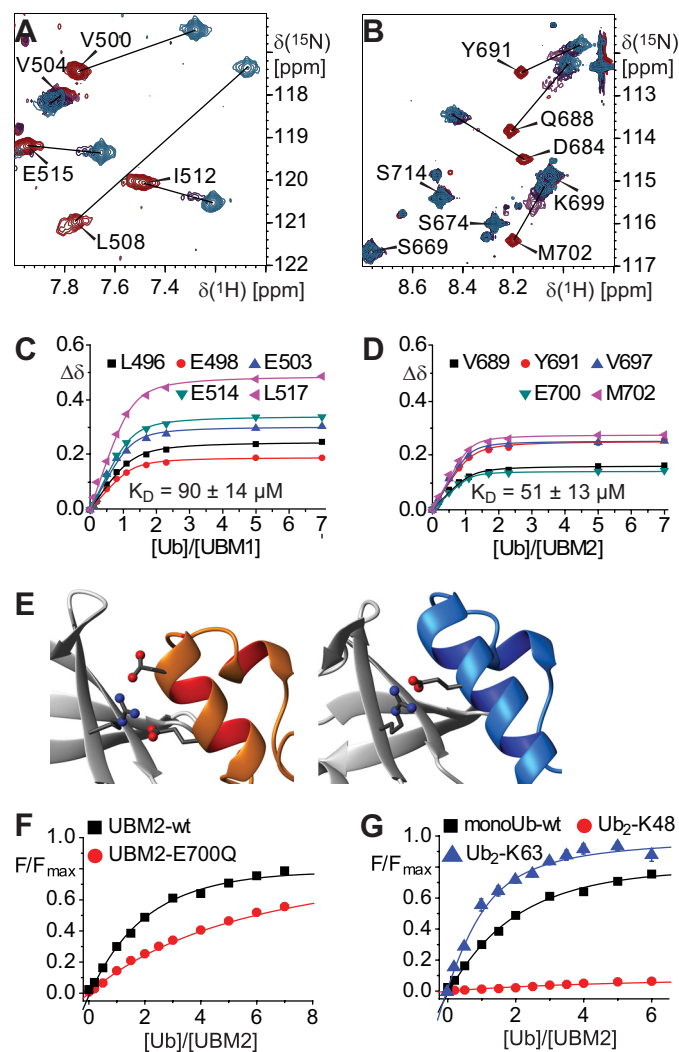 A
V500
V504
E515
I512
L508
δ(¹⁵N)
[ppm]
118
119
120
121
122
7.8
7.6
7.4
7.2
δ(¹H) [ppm]
B
Y691
Q688
D684
S714
S674
S669
K699
M702
δ(¹⁵N)
[ppm]
113
114
115
116
117
8.6
8.4
8.2
δ(¹H) [ppm]
C
0.6
Δδ
0.4
0.2
0.0
L496 E498 E503
E514 L517
K_D = 90 ± 14 µM
0 1 2 3 4 5 6 7
[Ub]/[UBM1]
D
0.6
Δδ
0.4
0.2
0.0
V689 Y691 V697
E700 M702
K_D = 51 ± 13 µM
0 1 2 3 4 5 6 7
[Ub]/[UBM2]
E
F
1.0
F/Fmax
0.6
0.4
0.2
0.0
UBM2-wt
UBM2-E700Q
0 2 4 6 8
[Ub]/[UBM2]
G
monoUb-wt Ub₂-K48
Ub₂-K63
1.0
F/Fmax
0.6
0.4
0.2
0.0
0 2 4 6
[Ub]/[UBM2]